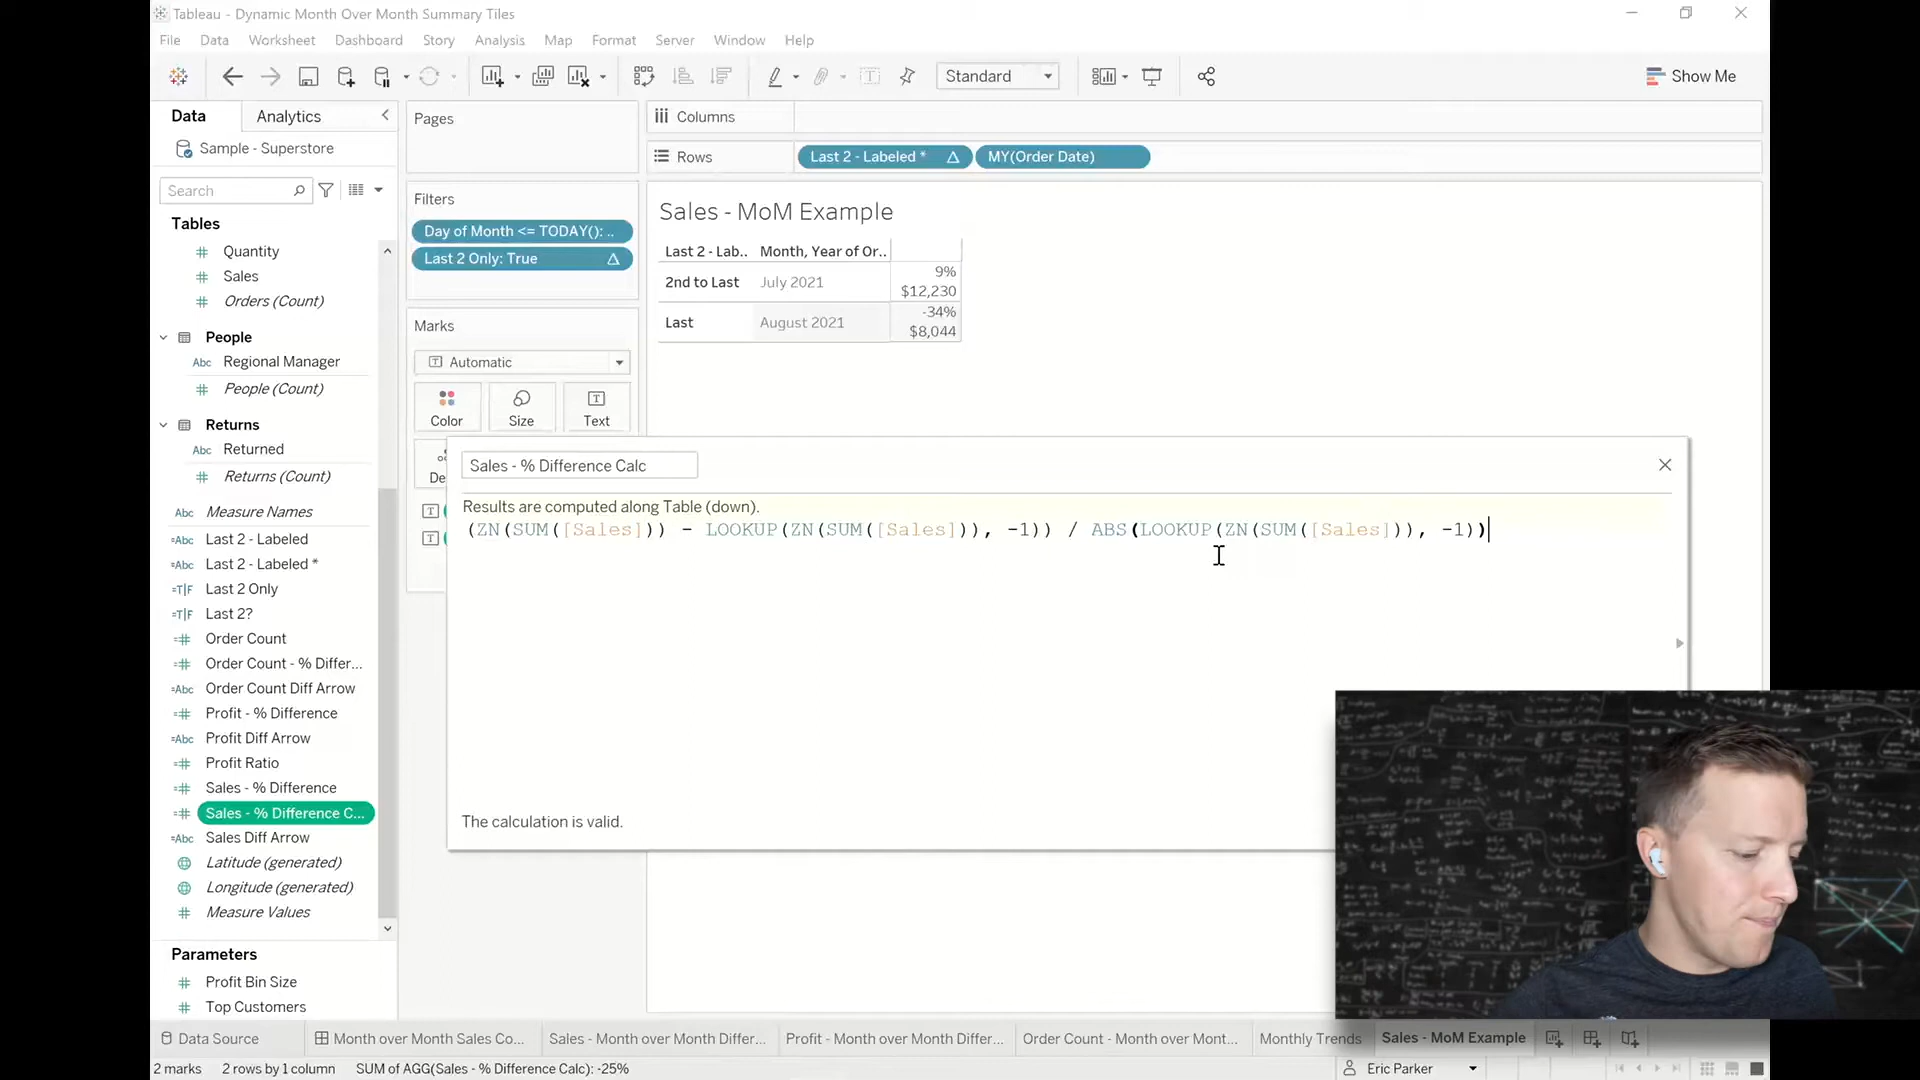 Tableau - Dynamic Month Over Month Summary Tiles
File Data Worksheet Dashboard Story Analysis Map Format Server Window Help
Standard
Show Me
Data
Analytics
Sample - Superstore
Search
Tables
Quantity
Sales
Orders (Count)
People
Abc Regional Manager
People (Count)
Returns
Abc Returned
Returns (Count)
Abc Measure Names
=Abc Last 2 - Labeled
=Abc Last 2 - Labeled *
=T|F Last 2 Only
=T|F Last 2?
Order Count
Order Count - % Differ...
=Abc Order Count Diff Arrow
Profit - % Difference
=Abc Profit Diff Arrow
Profit Ratio
Sales - % Difference
Sales - % Difference C...
=Abc Sales Diff Arrow
Latitude (generated)
Longitude (generated)
Measure Values
Parameters
Profit Bin Size
Top Customers
Pages
Filters
Day of Month <= TODAY(): ..
Last 2 Only: True
Marks
Automatic
Color
Size
Text
De
Columns
Rows
Last 2 - Labeled *
MY(Order Date)
Sales - MoM Example
Last 2 - Lab.. Month, Year of Or..
2nd to Last July 2021 9%
$12,230
Last August 2021 -34%
$8,044
Sales - % Difference Calc
Results are computed along Table (down).
(ZN(SUM([Sales])) - LOOKUP(ZN(SUM([Sales])), -1)) / ABS(LOOKUP(ZN(SUM([Sales])), -1))
The calculation is valid.
Data Source
Month over Month Sales Co...
Sales - Month over Month Differ...
Profit - Month over Month Differ...
Order Count - Month over Mont...
Monthly Trends
Sales - MoM Example
2 marks 2 rows by 1 column SUM of AGG(Sales - % Difference Calc): -25%
Eric Parker